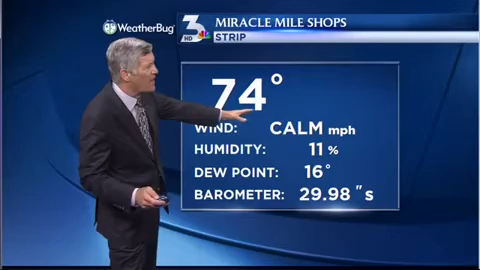 WeatherBug
3
HD
MIRACLE MILE SHOPS
STRIP
74°
WIND: CALM mph
HUMIDITY: 11 %
DEW POINT: 16°
BAROMETER: 29.98 "s